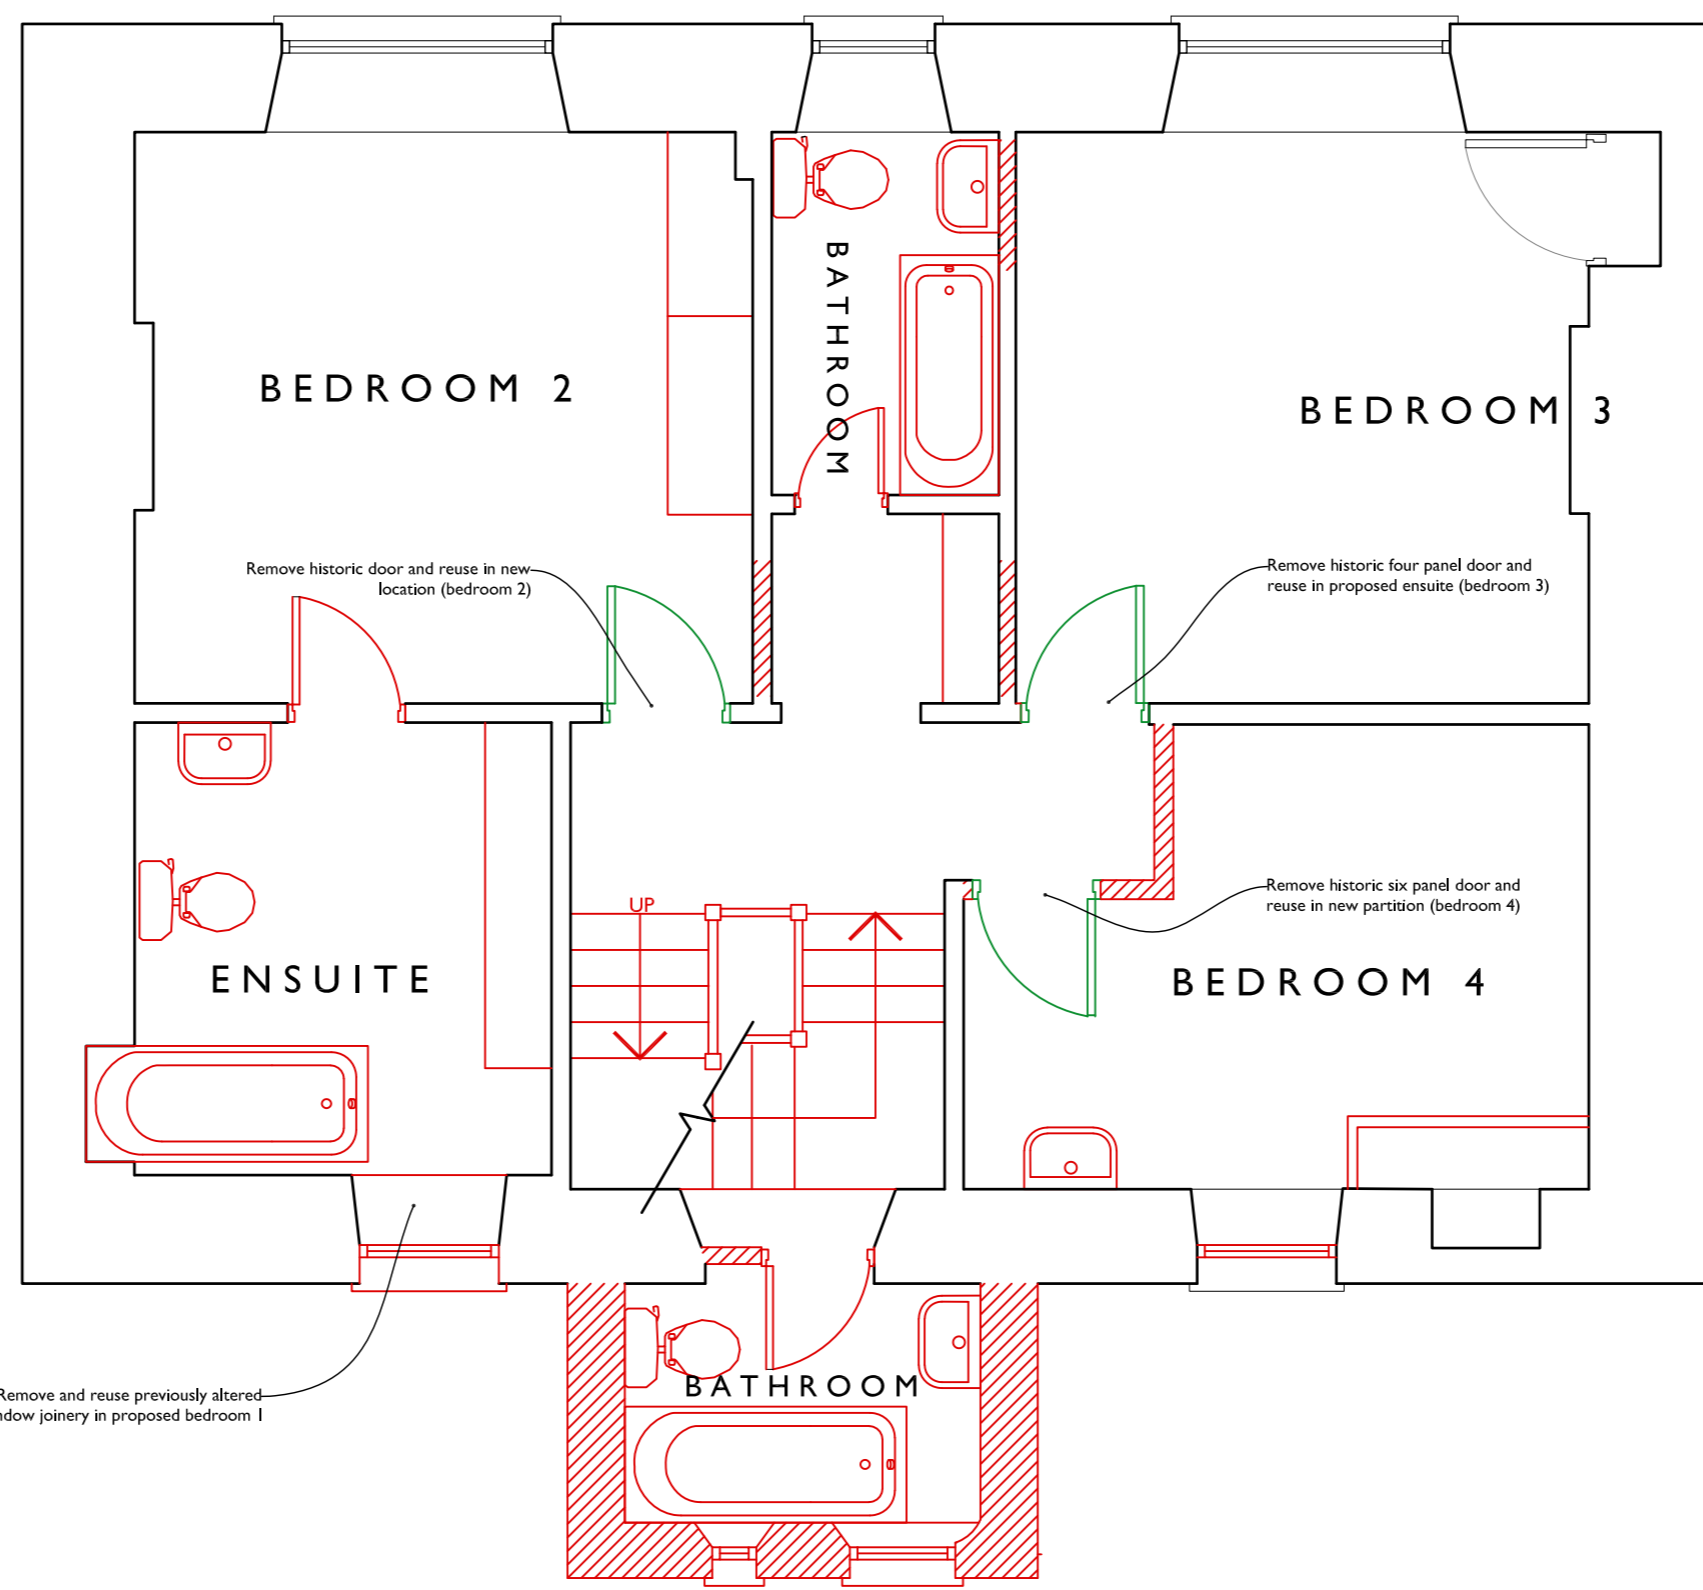 BATHROOM
BEDROOM 2
BEDROOM 3
Remove historic door and reuse in new
location (bedroom 2)
Remove historic four panel door and
reuse in proposed ensuite (bedroom 3)
Remove historic six panel door and
reuse in new partition (bedroom 4)
UP
ENSUITE
BEDROOM 4
Remove and reuse previously altered
ndow joinery in proposed bedroom 1
BATHROOM